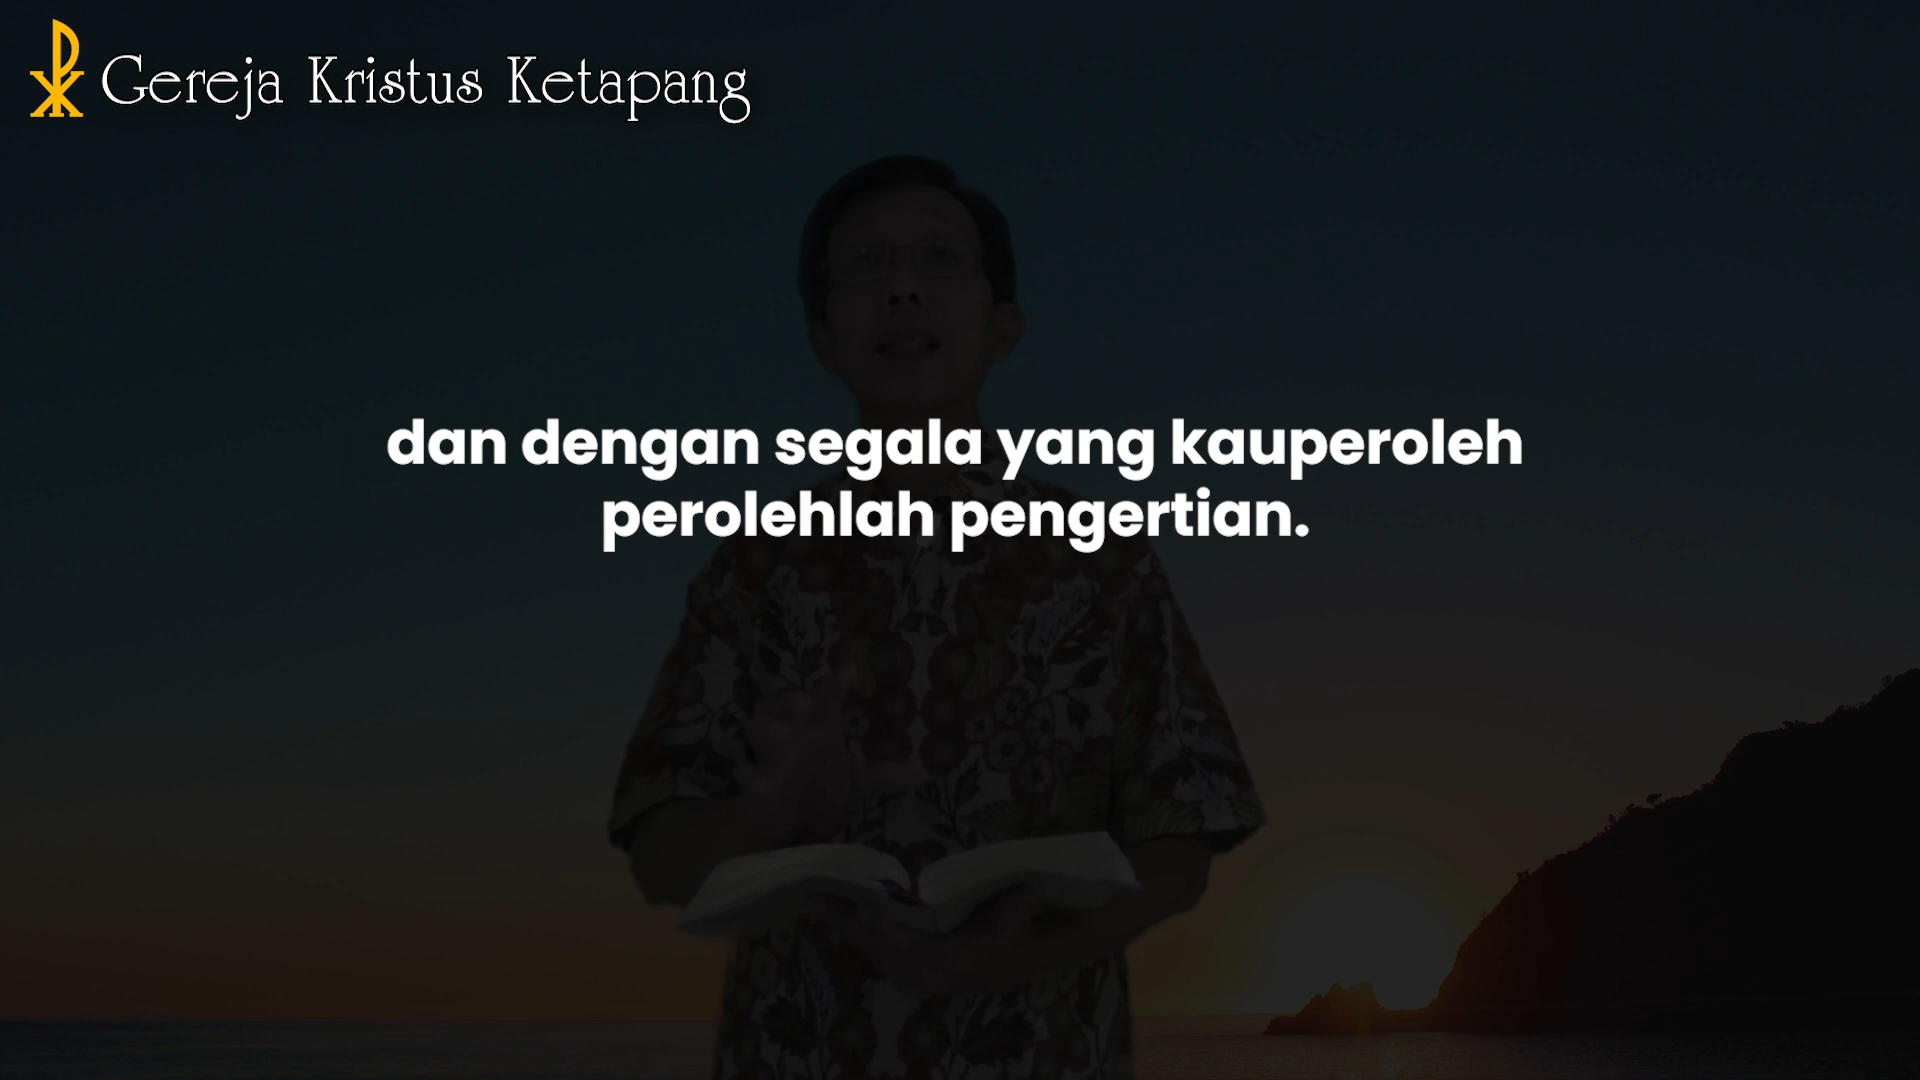 Gereja Kristus Ketapang
dan dengan segala yang kauperoleh
perolehlah pengertian.